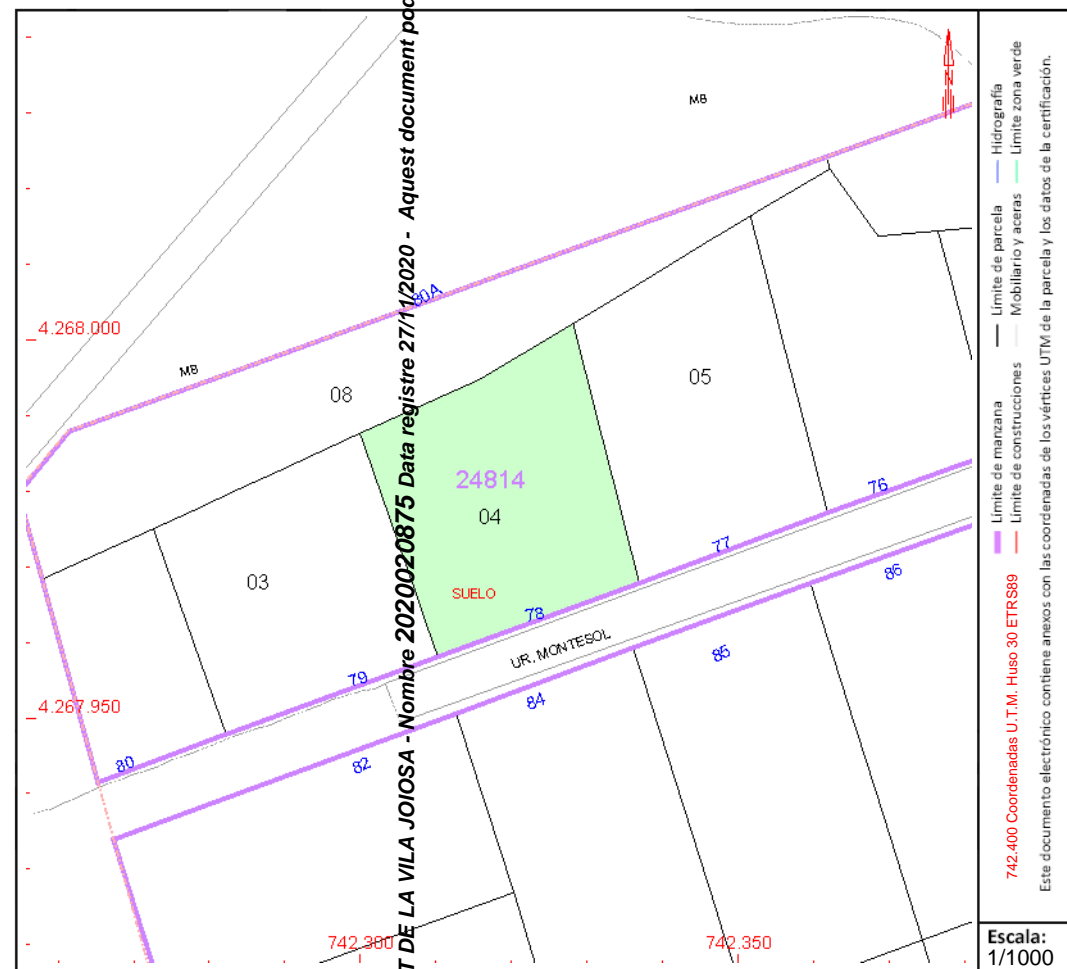 MB
80A
4.268.000
MB
08
05
24814
04
76
77
03
SUELO
78
86
UR. MONTESOL
85
79
84
4.267.950
80
82
742.300
742.350
T DE LA VILA JOIOSA - Nombre 2020020875 Data registre 27/11/2020 - Aquest document poc
N
Límite de manzana
Límite de parcela
Hidrografía
Límite de construcciones
Mobiliario y aceras
Límite zona verde
742.400 Coordenadas U.T.M. Huso 30 ETRS89
Este documento electrónico contiene anexos con las coordenadas de los vértices UTM de la parcela y los datos de la certificación.
Escala:
1/1000